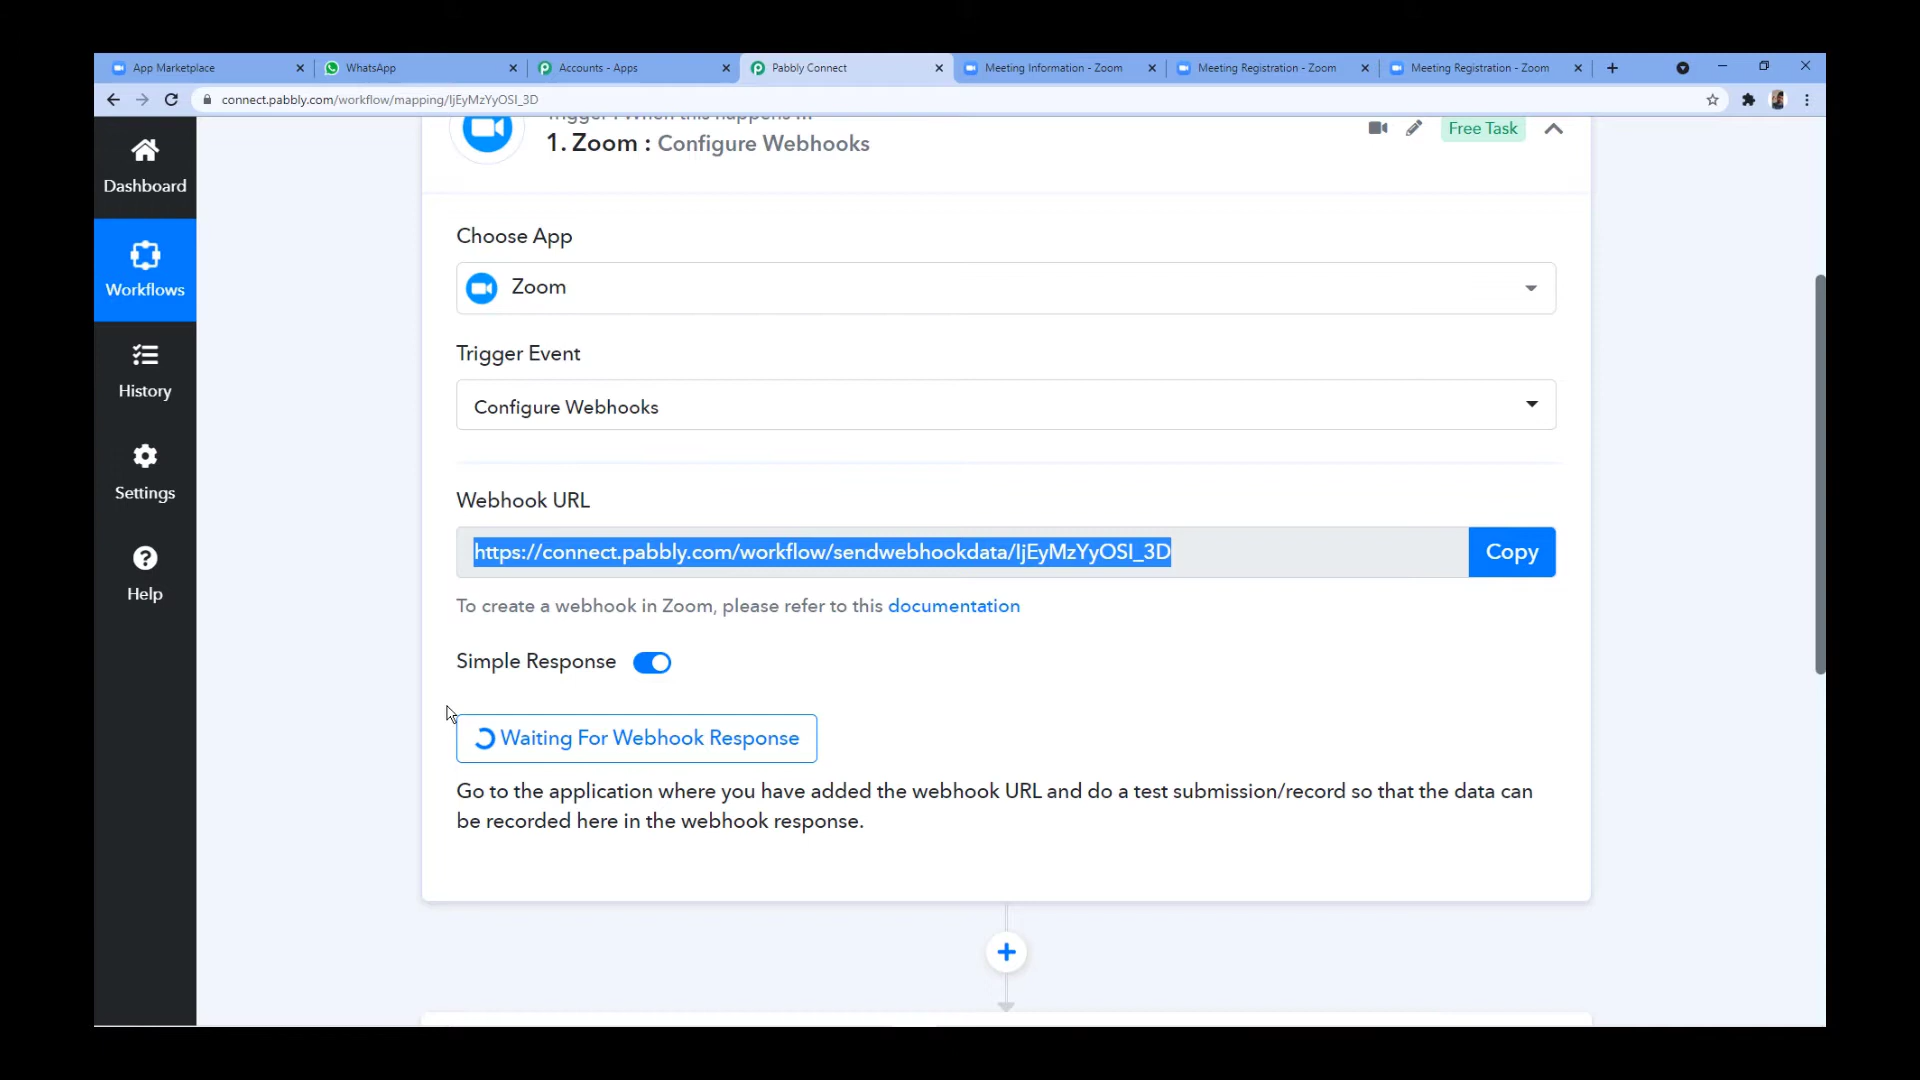 App Marketplace
WhatsApp
Accounts - Apps
Pabbly Connect
Meeting Information - Zoom
Meeting Registration - Zoom
Meeting Registration - Zoom
connect.pabbly.com/workflow/mapping/IjEyMzYyOSI_3D
Dashboard
Workflows
History
Settings
Help
Trigger : When this happens ...
1. Zoom : Configure Webhooks
Free Task
Choose App
Zoom
Trigger Event
Configure Webhooks
Webhook URL
https://connect.pabbly.com/workflow/sendwebhookdata/IjEyMzYyOSI_3D
Copy
To create a webhook in Zoom, please refer to this documentation
Simple Response
Waiting For Webhook Response
Go to the application where you have added the webhook URL and do a test submission/record so that the data can
be recorded here in the webhook response.